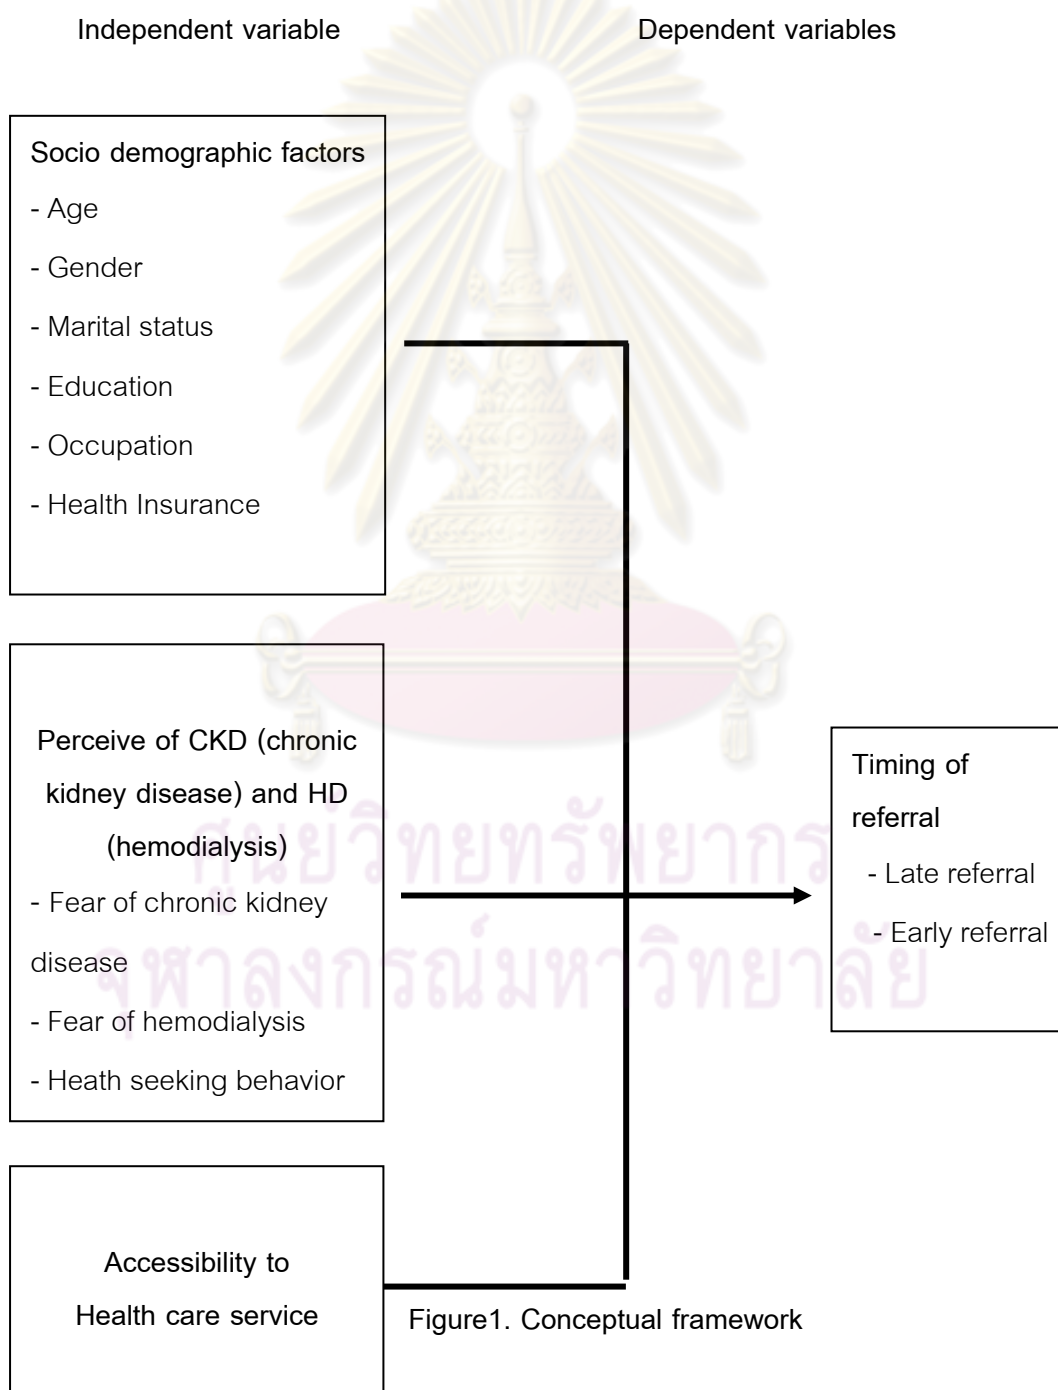 Independent variable
Dependent variables
Socio demographic factors
- Age
- Gender
- Marital status
- Education
- Occupation
- Health Insurance
Perceive of CKD (chronic
kidney disease) and HD
(hemodialysis)
- Fear of chronic kidney
disease
- Fear of hemodialysis
- Heath seeking behavior
Accessibility to
Health care service
Timing of
referral
- Late referral
- Early referral
ศูนย์วิทยทรัพยากร
จุฬาลงกรณ์มหาวิทยาลัย
Figure1. Conceptual framework